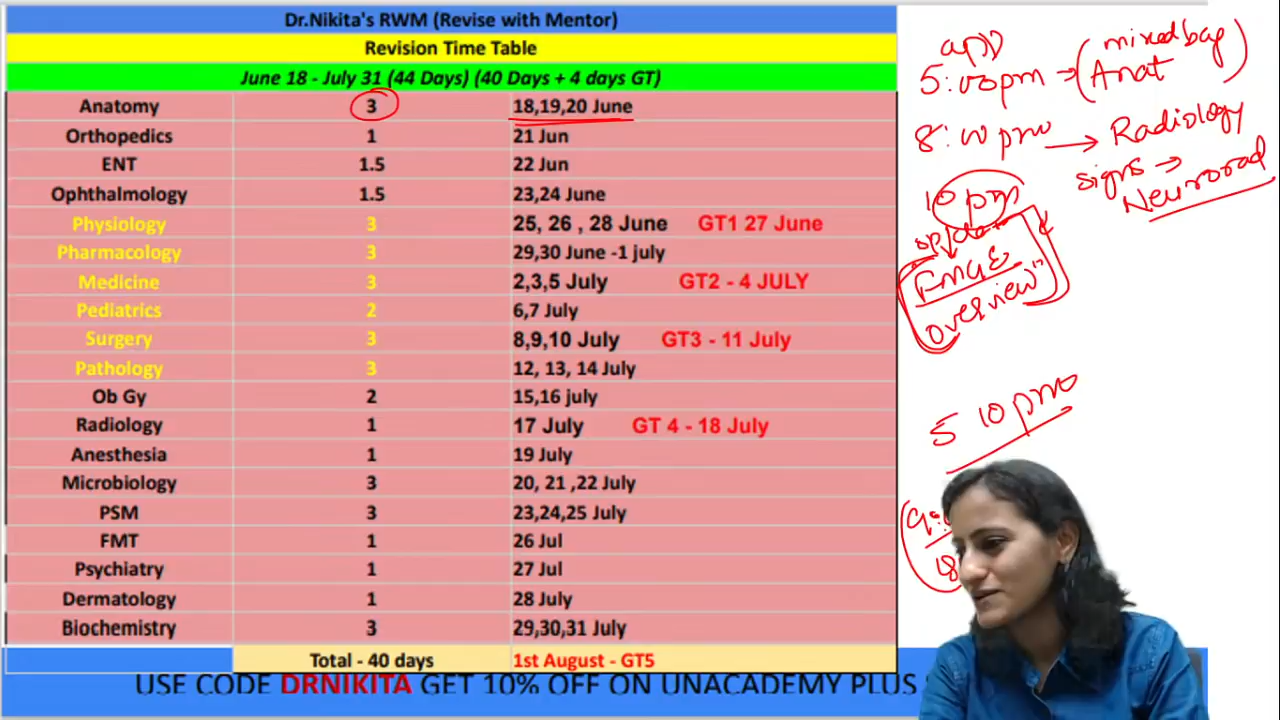 Dr.Nikita's RWM (Revise with Mentor)
Revision Time Table
June 18 - July 31 (44 Days) (40 Days + 4 days GT)
Anatomy 3 18,19,20 June
Orthopedics 1 21 Jun
ENT 1.5 22 Jun
Ophthalmology 1.5 23,24 June
Physiology 3 25, 26 , 28 June GT1 27 June
Pharmacology 3 29,30 June -1 july
Medicine 3 2,3,5 July GT2 - 4 JULY
Pediatrics 2 6,7 July
Surgery 3 8,9,10 July GT3 - 11 July
Pathology 3 12, 13, 14 July
Ob Gy 2 15,16 july
Radiology 1 17 July GT 4 - 18 July
Anesthesia 1 19 July
Microbiology 3 20, 21 ,22 July
PSM 3 23,24,25 July
FMT 1 26 Jul
Psychiatry 1 27 Jul
Dermatology 1 28 July
Biochemistry 3 29,30,31 July
Total - 40 days 1st August - GT5
USE CODE DRNIKITA GET 10% OFF ON UNACADEMY PLUS
app
5:00pm → (mixed bag
Anat)
8:00 pm → Radiology
signs →
Neurorad
10 pm
FMGE
overview"
5 10 pm
18